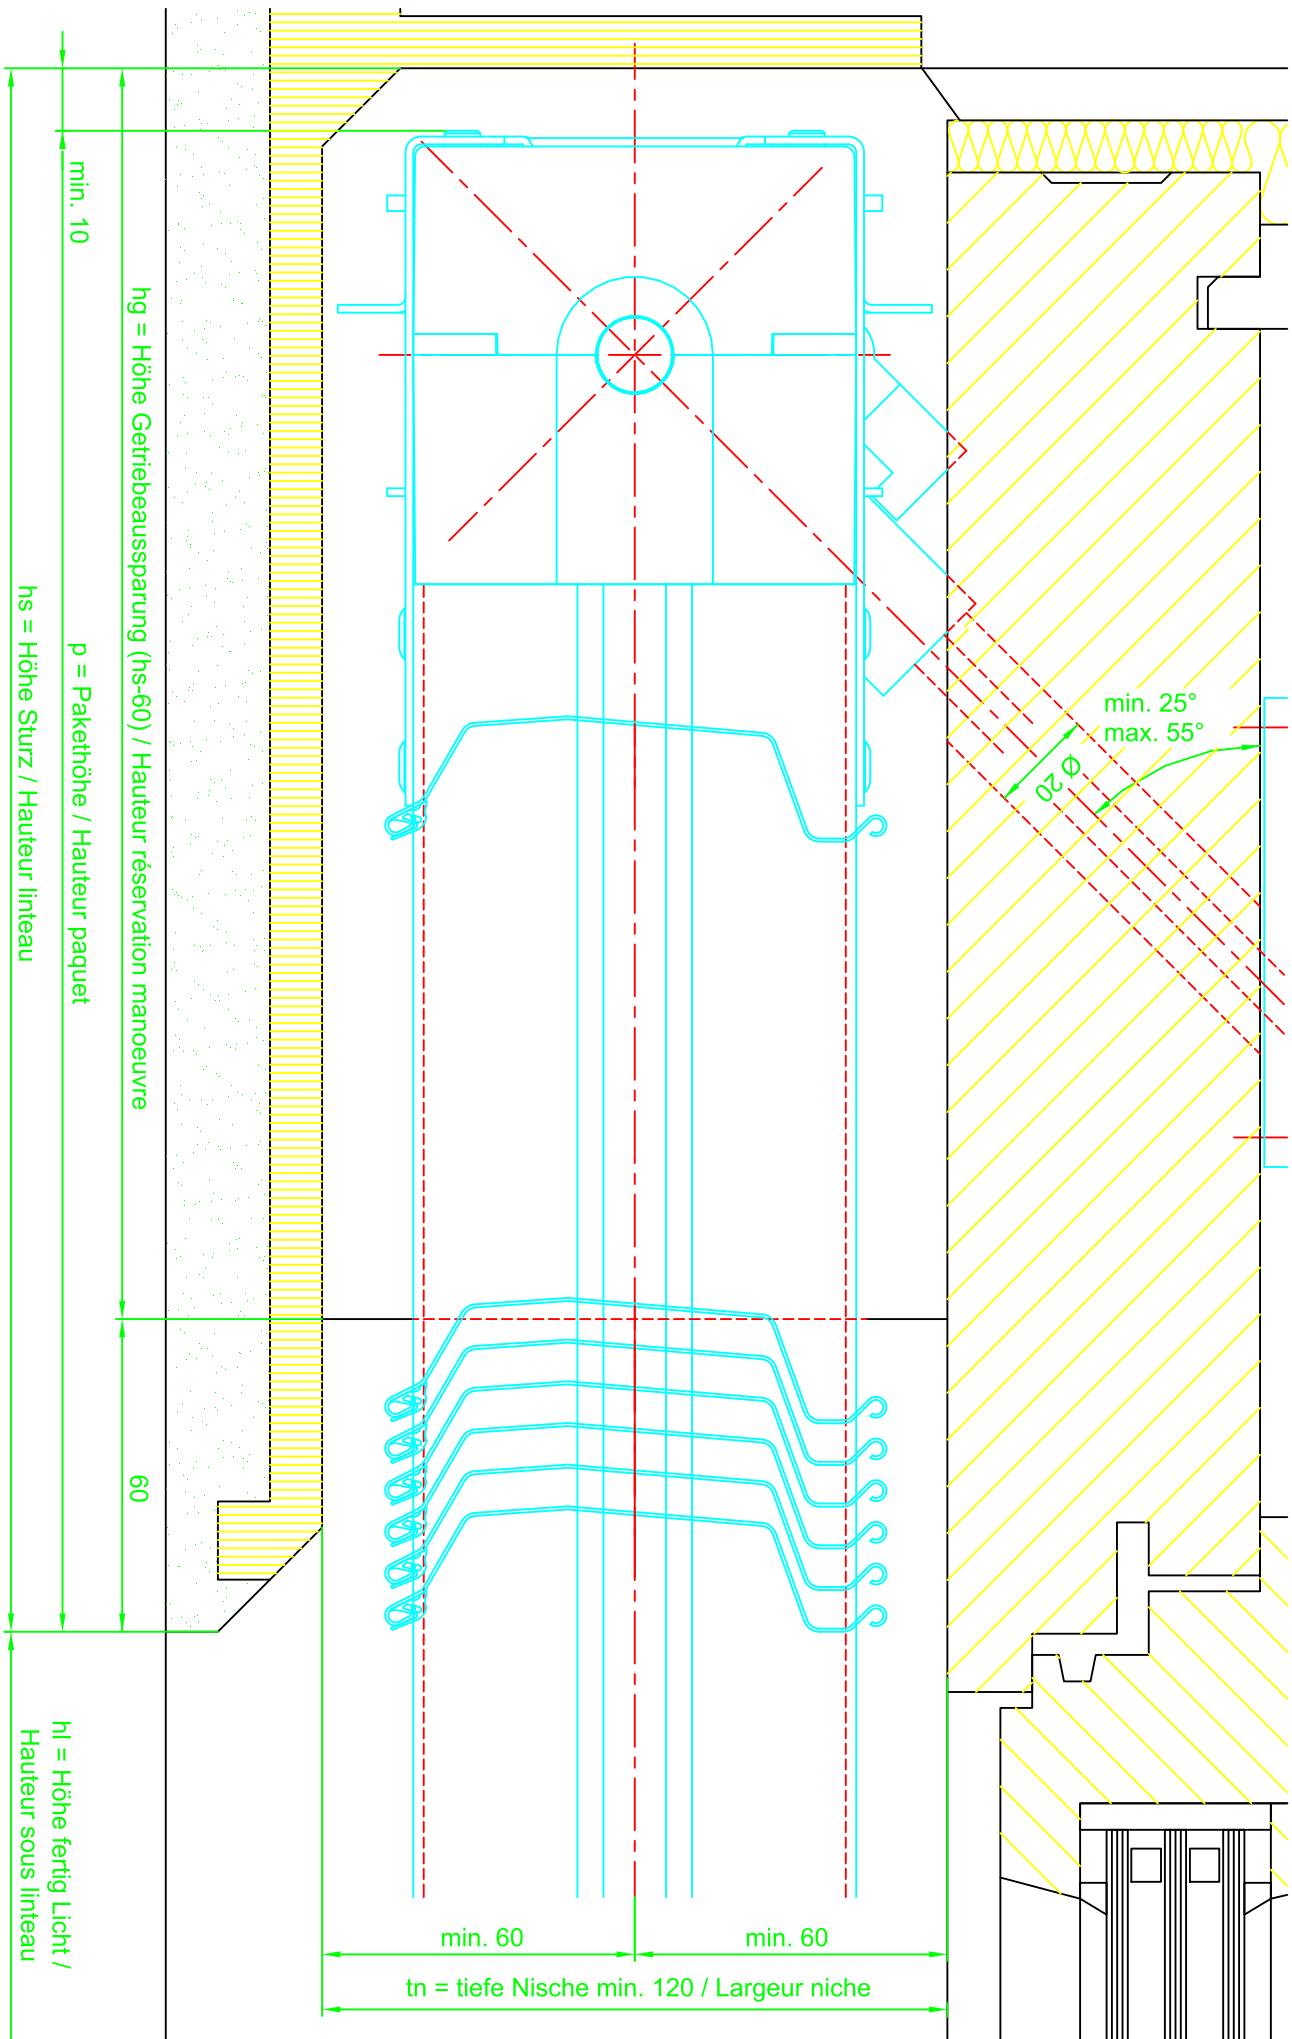 min. 10
hg = Höhe Getriebeaussparung (hs-60) / Hauteur réservation manoeuvre
p = Pakethöhe / Hauteur paquet
hs = Höhe Sturz / Hauteur linteau
min. 25°
max. 55°
Ø 20
60
hl = Höhe fertig Licht /
Hauteur sous linteau
min. 60
min. 60
tn = tiefe Nische min. 120 / Largeur niche